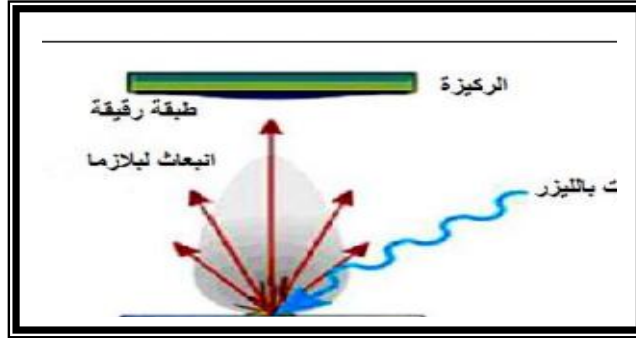 الركيزة
طبقة رقيقة
انبعاث لبلازما
ت بالليزر